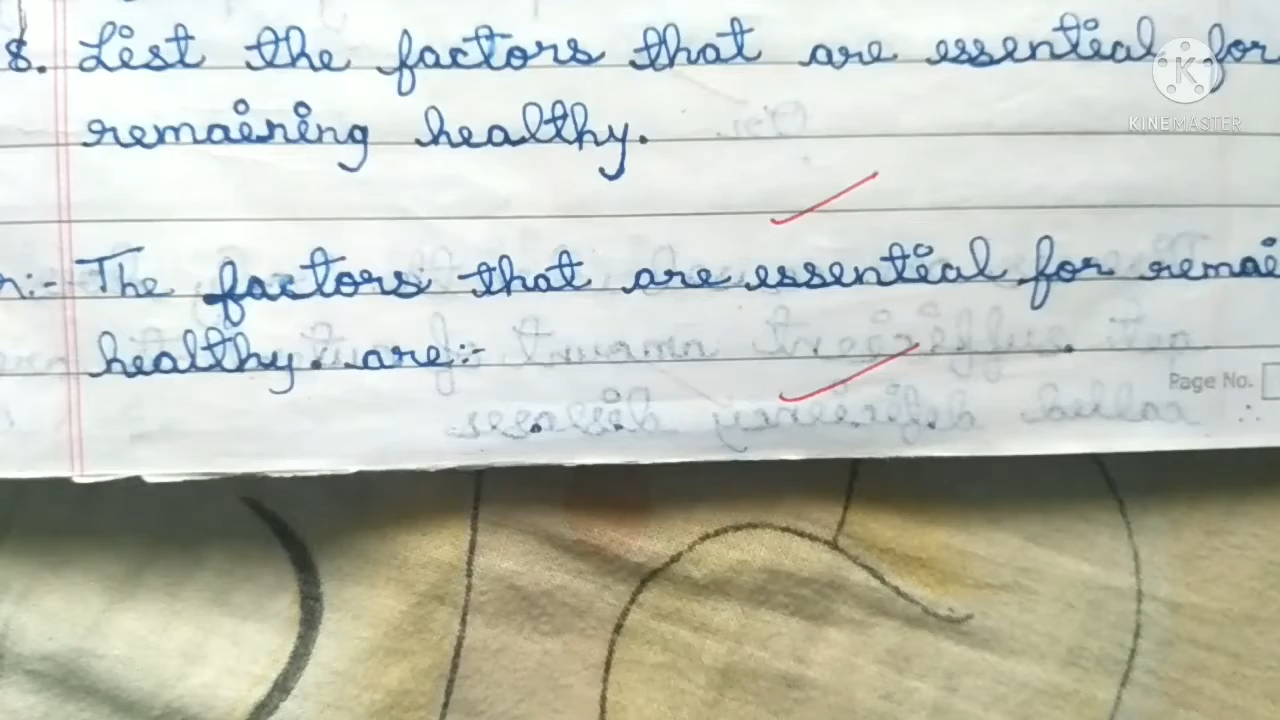 8. List the factors that are essential for
remaining healthy.
KINEMASTER
n:- The factors that are essential for remai
healthy are:-
Page No.